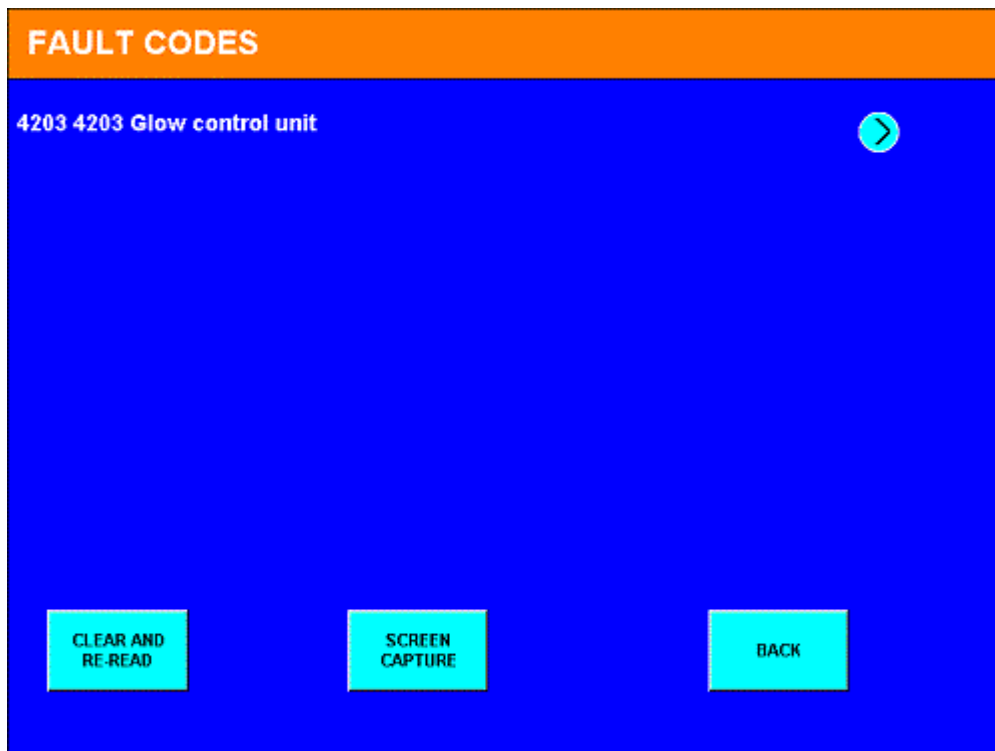 FAULT CODES
4203 4203 Glow control unit
CLEAR AND
RE-READ
SCREEN
CAPTURE
BACK